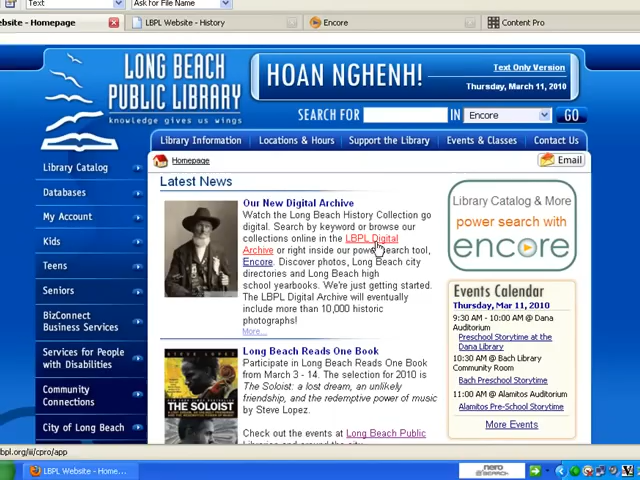 Text
Ask for File Name
ebsite - Homepage
LBPL Website - History
Encore
Content Pro
LONG BEACH
PUBLIC LIBRARY
knowledge gives us wings
HOAN NGHENH!
Text Only Version
Thursday, March 11, 2010
SEARCH FOR
IN
Encore
GO
Library Information
Locations & Hours
Support the Library
Events & Classes
Contact Us
Homepage
Email
Library Catalog
Databases
My Account
Kids
Teens
Seniors
BizConnect
Business Services
Services for People
with Disabilities
Community
Connections
City of Long Beach
Latest News
Our New Digital Archive
Watch the Long Beach History Collection go
digital. Search by keyword or browse our
collections online in the LBPL Digital
Archive or right inside our power search tool,
Encore. Discover photos, Long Beach city
directories and Long Beach high
school yearbooks. We're just getting started.
The LBPL Digital Archive will eventually
include more than 10,000 historic
photographs!
More...
STEVE LOPEZ
THE SOLOIST
Long Beach Reads One Book
Participate in Long Beach Reads One Book
from March 3 - 14. The selection for 2010 is
The Soloist: a lost dream, an unlikely
friendship, and the redemptive power of music
by Steve Lopez.
Check out the events at Long Beach Public
Libraries and around the city.
Library Catalog & More
power search with
encore
Events Calendar
Thursday, Mar 11, 2010
9:30 AM - 10:00 AM @ Dana
Auditorium
Preschool Storytime at the
Dana Library
10:30 AM @ Bach Library
Community Room
Bach Preschool Storytime
11:00 AM @ Alamitos Auditorium
Alamitos Pre-School Storytime
More Events
bpl.org/iii/cpro/app
LBPL Website - Home...
nero
SEARCH